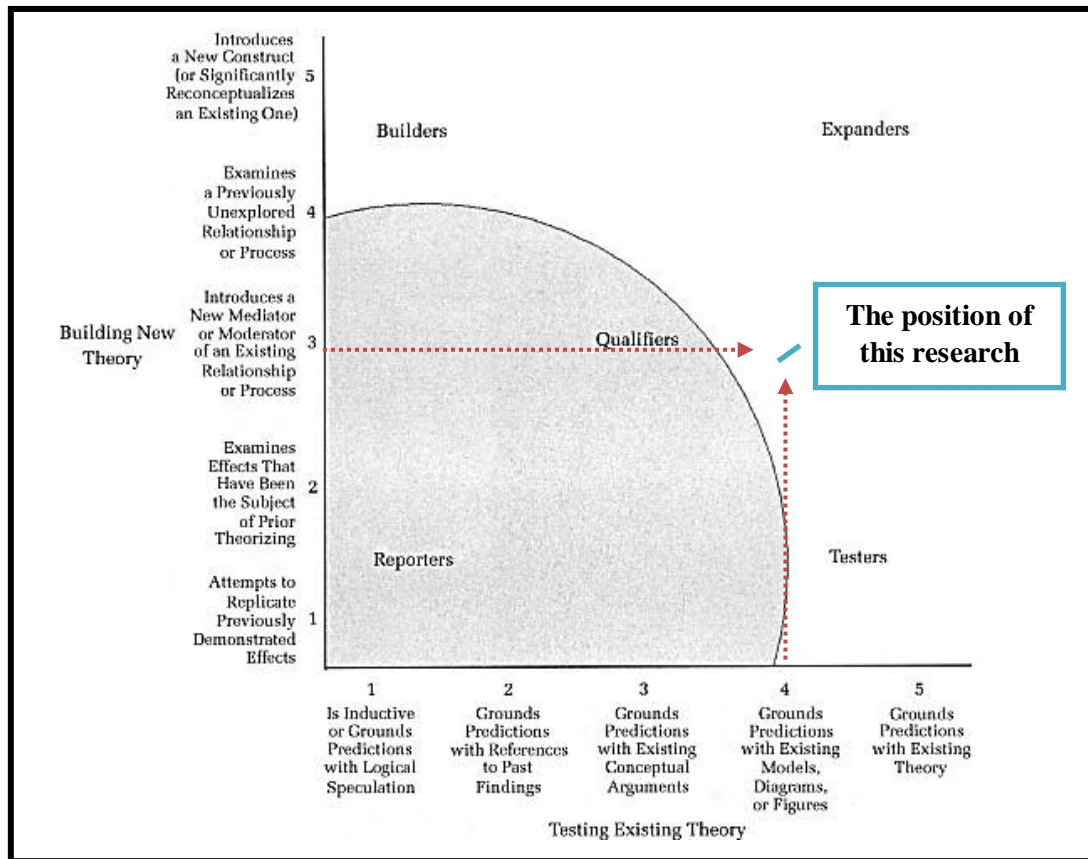 Introduces
a New Construct
(or Significantly
Reconceptualizes
an Existing One)
5
Builders
Expanders
Examines
a Previously
Unexplored
Relationship
or Process
4
Building New
Theory
Introduces a
New Mediator
or Moderator
of an Existing
Relationship
or Process
3
Qualifiers
The position of
this research
Examines
Effects That
Have Been
the Subject
of Prior
Theorizing
2
Reporters
Testers
Attempts to
Replicate
Previously
Demonstrated
Effects
1
1
Is Inductive
or Grounds
Predictions
with Logical
Speculation
2
Grounds
Predictions
with References
to Past
Findings
3
Grounds
Predictions
with Existing
Conceptual
Arguments
4
Grounds
Predictions
with Existing
Models,
Diagrams,
or Figures
5
Grounds
Predictions
with Existing
Theory
Testing Existing Theory